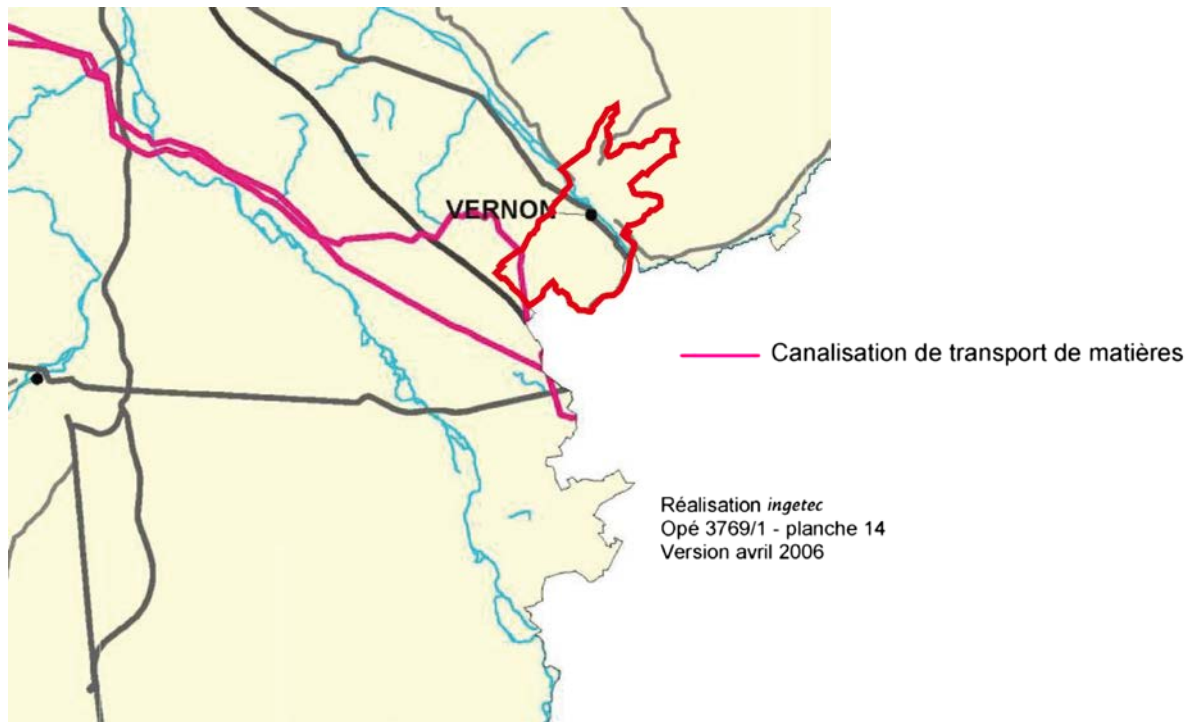 VERNON
Canalisation de transport de matières
Réalisation ingetec
Opé 3769/1 - planche 14
Version avril 2006